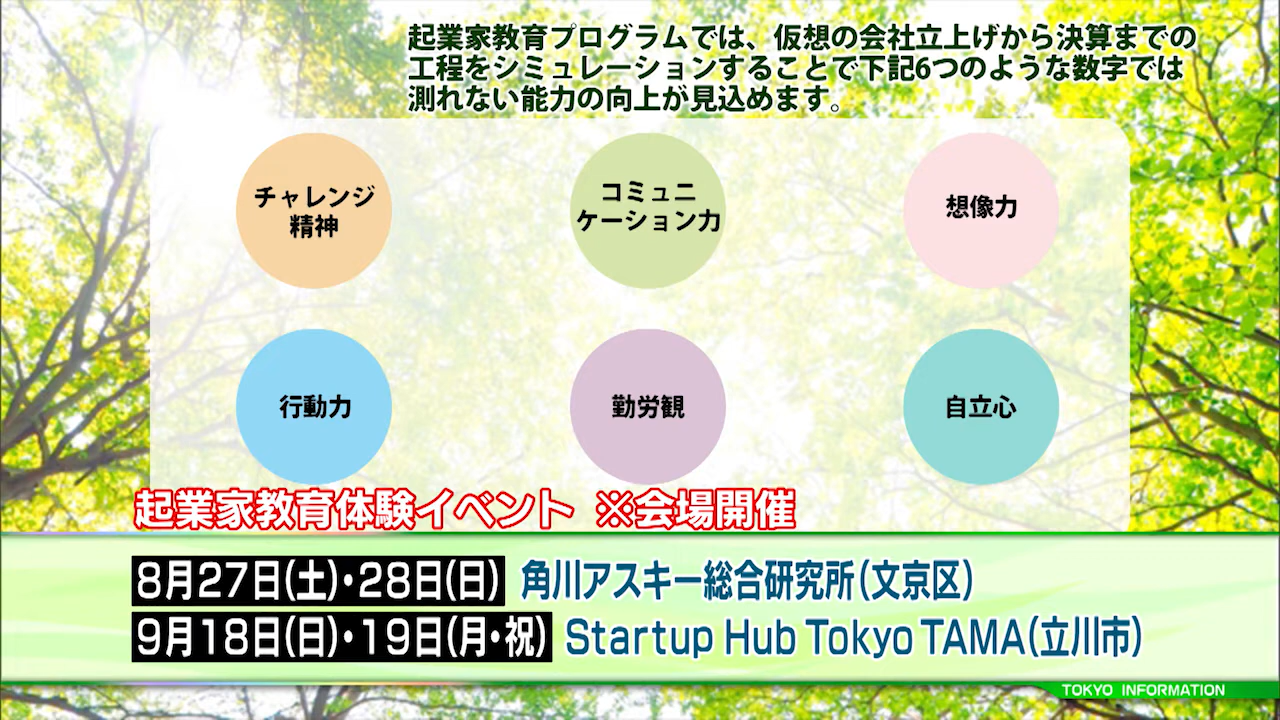 起業家教育プログラムでは、仮想の会社立上げから決算までの
工程をシミュレーションすることで下記6つのような数字では
測れない能力の向上が見込めます。
チャレンジ
精神
コミュニ
ケーション力
想像力
行動力
勤労観
自立心
起業家教育体験イベント ※会場開催
8月27日(土)・28日(日) 角川アスキー総合研究所(文京区)
9月18日(日)・19日(月・祝) Startup Hub Tokyo TAMA(立川市)
TOKYO INFORMATION